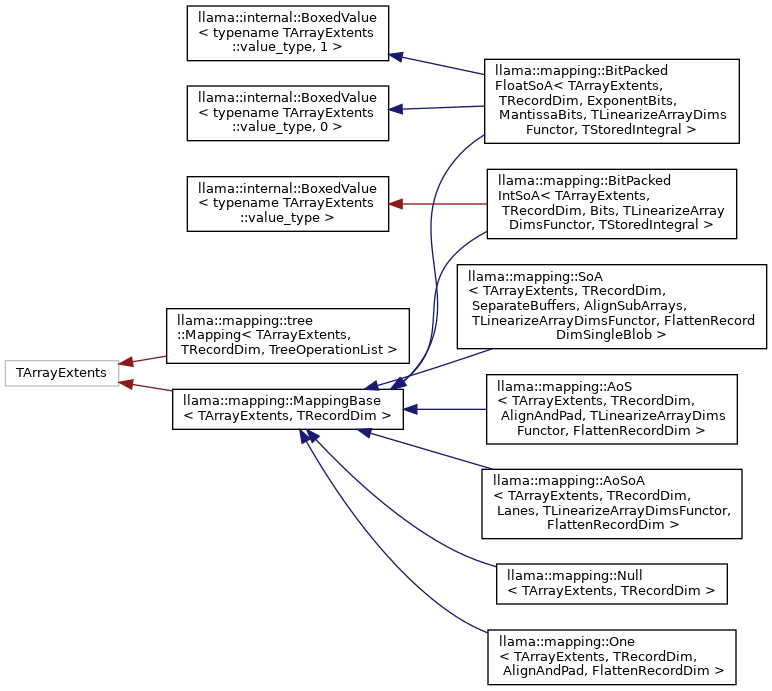 llama::internal::BoxedValue
< typename TArrayExtents
::value_type, 1 >
llama::mapping::BitPacked
FloatSoA< TArrayExtents,
TRecordDim, ExponentBits,
MantissaBits, TLinearizeArrayDims
Functor, TStoredIntegral >
llama::internal::BoxedValue
< typename TArrayExtents
::value_type, 0 >
llama::internal::BoxedValue
< typename TArrayExtents
::value_type >
llama::mapping::BitPacked
IntSoA< TArrayExtents,
TRecordDim, Bits, TLinearizeArray
DimsFunctor, TStoredIntegral >
llama::mapping::SoA
< TArrayExtents, TRecordDim,
SeparateBuffers, AlignSubArrays,
TLinearizeArrayDimsFunctor, FlattenRecord
DimSingleBlob >
llama::mapping::tree
::Mapping< TArrayExtents,
TRecordDim, TreeOperationList >
TArrayExtents
llama::mapping::MappingBase
< TArrayExtents, TRecordDim >
llama::mapping::AoS
< TArrayExtents, TRecordDim,
AlignAndPad, TLinearizeArrayDims
Functor, FlattenRecordDim >
llama::mapping::AoSoA
< TArrayExtents, TRecordDim,
Lanes, TLinearizeArrayDimsFunctor,
FlattenRecordDim >
llama::mapping::Null
< TArrayExtents, TRecordDim >
llama::mapping::One
< TArrayExtents, TRecordDim,
AlignAndPad, FlattenRecordDim >